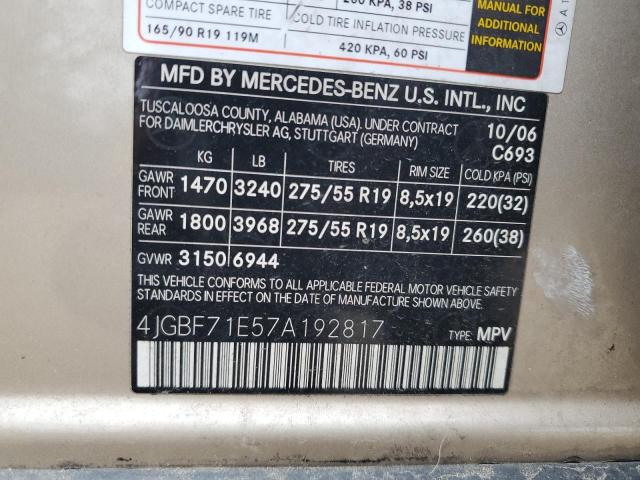 COMPACT SPARE TIRE
165/90 R19 119M
200 KPA, 38 PSI
COLD TIRE INFLATION PRESSURE
420 KPA, 60 PSI
MANUAL FOR
ADDITIONAL
INFORMATION
MFD BY MERCEDES-BENZ U.S. INTL., INC
TUSCALOOSA COUNTY, ALABAMA (USA). UNDER CONTRACT
FOR DAIMLERCHRYSLER AG, STUTTGART (GERMANY)
10/06
C693
KG LB TIRES RIM SIZE COLD KPA (PSI)
GAWR FRONT 1470 3240 275/55 R19 8,5x19 220(32)
GAWR REAR 1800 3968 275/55 R19 8,5x19 260(38)
GVWR 3150 6944
THIS VEHICLE CONFORMS TO ALL APPLICABLE FEDERAL MOTOR VEHICLE SAFETY
STANDARDS IN EFFECT ON THE DATE OF MANUFACTURE SHOWN ABOVE.
4JGBF71E57A192817
TYPE: MPV